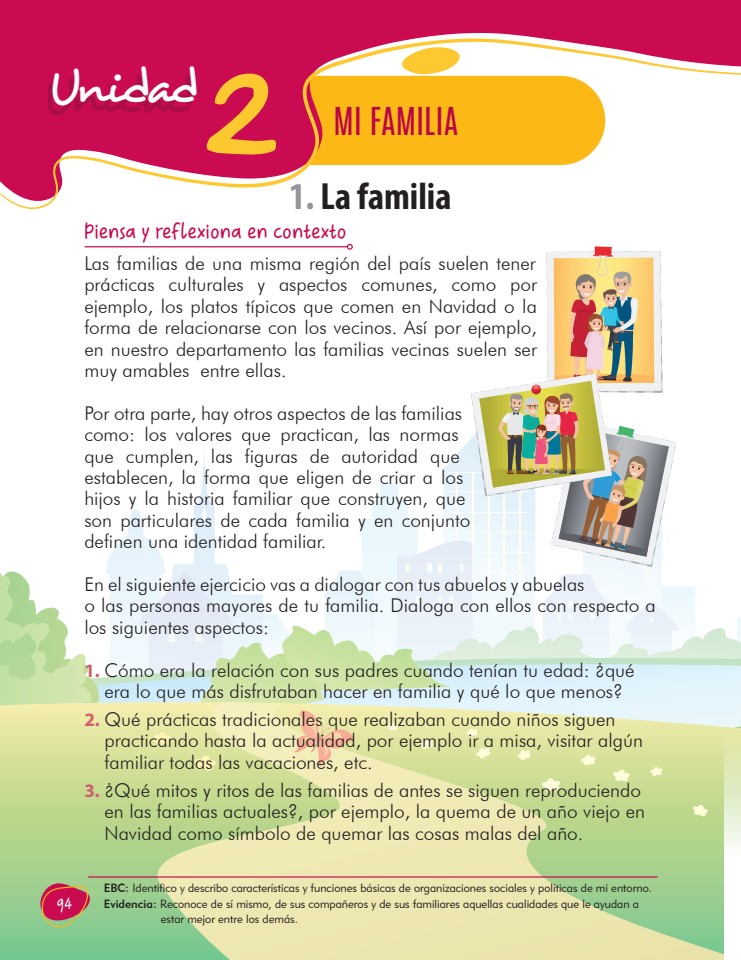 Unidad 2
MI FAMILIA
1. La familia
Piensa y reflexiona en contexto
Las familias de una misma región del país suelen tener
prácticas culturales y aspectos comunes, como por
ejemplo, los platos típicos que comen en Navidad o la
forma de relacionarse con los vecinos. Así por ejemplo,
en nuestro departamento las familias vecinas suelen ser
muy amables entre ellas.
Por otra parte, hay otros aspectos de las familias
como: los valores que practican, las normas
que cumplen, las figuras de autoridad que
establecen, la forma que eligen de criar a los
hijos y la historia familiar que construyen, que
son particulares de cada familia y en conjunto
definen una identidad familiar.
En el siguiente ejercicio vas a dialogar con tus abuelos y abuelas
o las personas mayores de tu familia. Dialoga con ellos con respecto a
los siguientes aspectos:
1. Cómo era la relación con sus padres cuando tenían tu edad: ¿qué
era lo que más disfrutaban hacer en familia y qué lo que menos?
2. Qué prácticas tradicionales que realizaban cuando niños siguen
practicando hasta la actualidad, por ejemplo ir a misa, visitar algún
familiar todas las vacaciones, etc.
3. ¿Qué mitos y ritos de las familias de antes se siguen reproduciendo
en las familias actuales?, por ejemplo, la quema de un año viejo en
Navidad como símbolo de quemar las cosas malas del año.
EBC: Identifico y describo características y funciones básicas de organizaciones sociales y políticas de mi entorno.
94
Evidencia: Reconoce de sí mismo, de sus compañeros y de sus familiares aquellas cualidades que le ayudan a
estar mejor entre los demás.